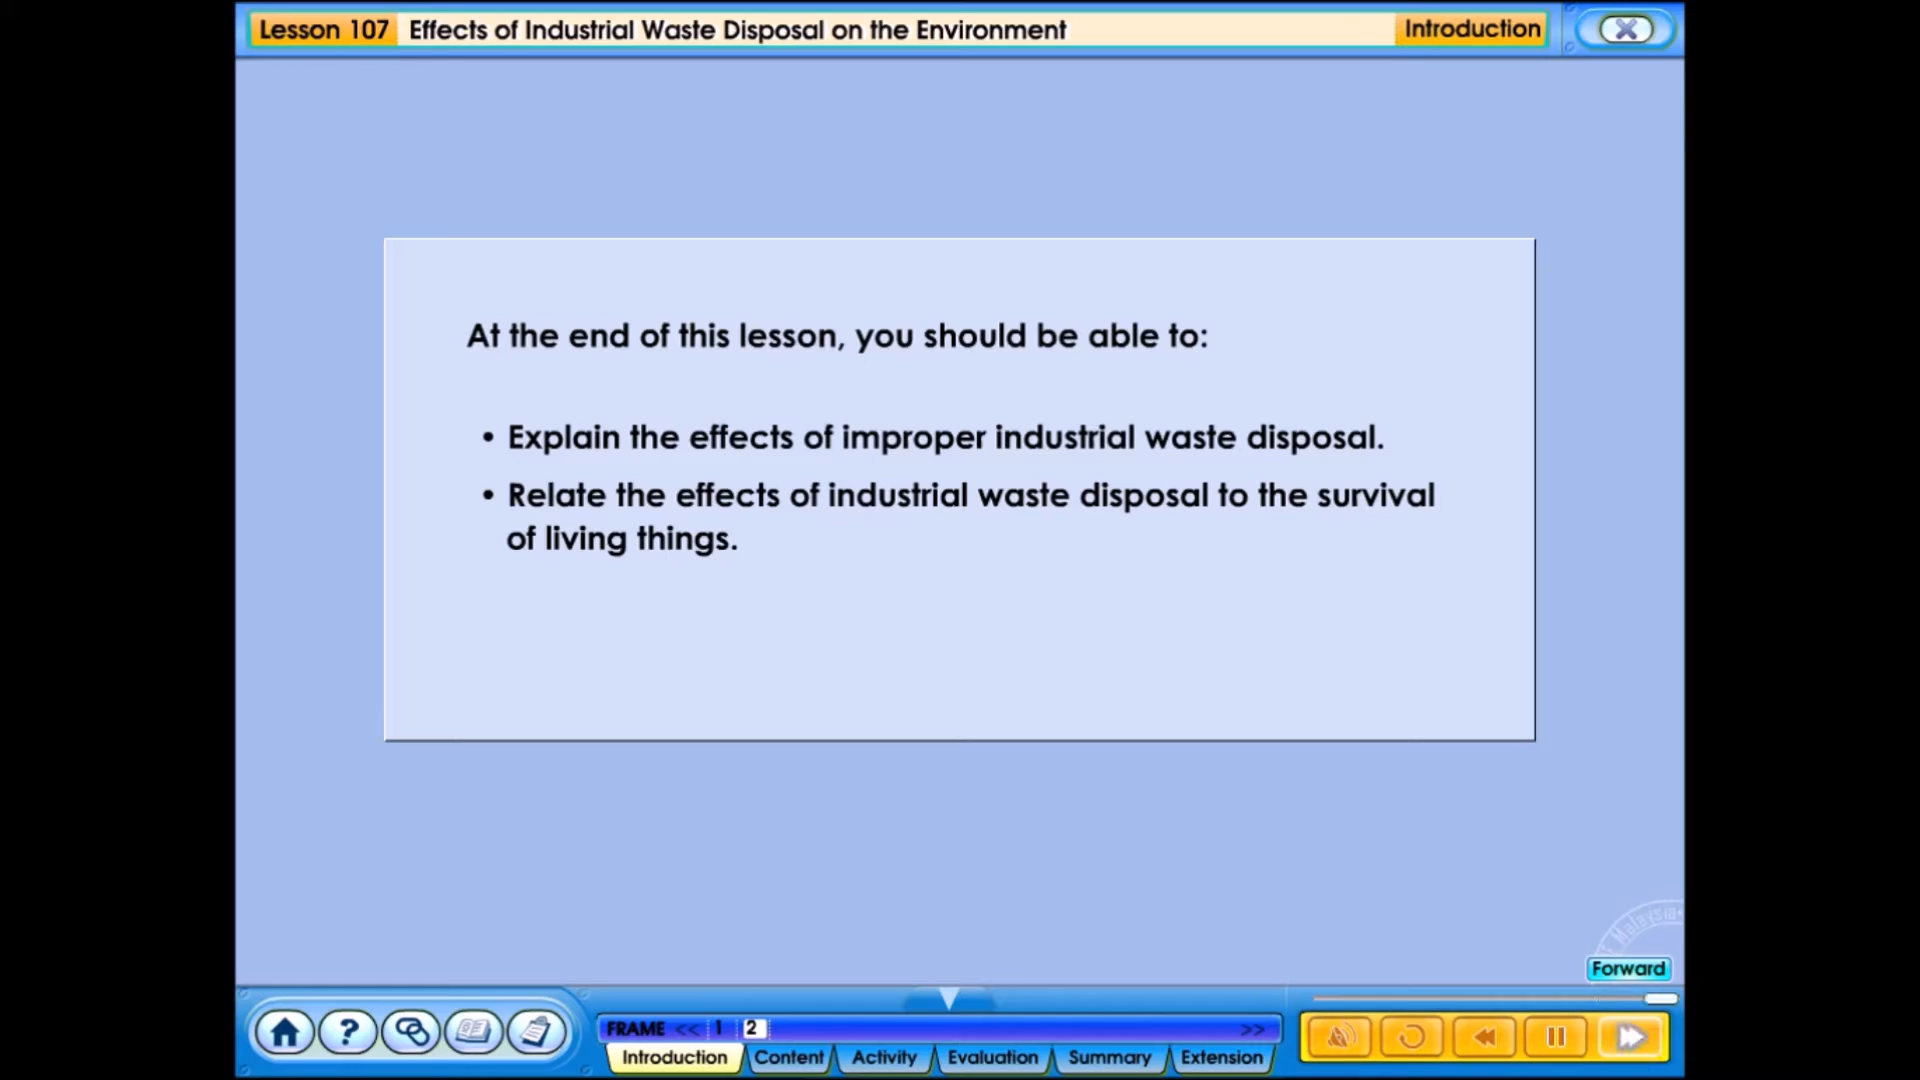 Lesson 107 Effects of Industrial Waste Disposal on the Environment Introduction
At the end of this lesson, you should be able to:
• Explain the effects of improper industrial waste disposal.
• Relate the effects of industrial waste disposal to the survival
of living things.
Malaysia
Forward
FRAME << 1 2 >>
Introduction Content Activity Evaluation Summary Extension